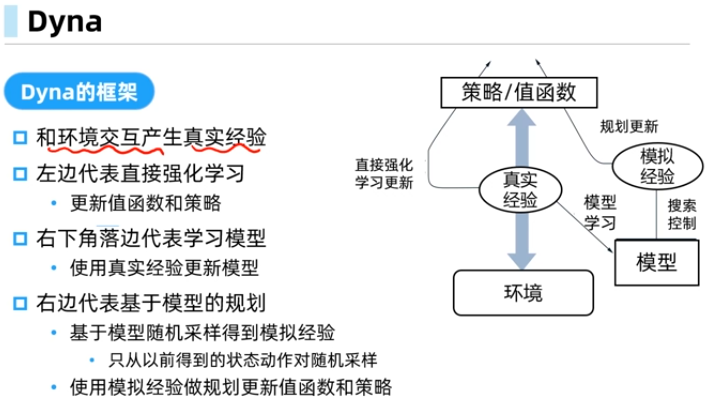 Dyna
Dyna的框架
和环境交互产生真实经验
左边代表直接强化学习
更新值函数和策略
右下角落边代表学习模型
使用真实经验更新模型
右边代表基于模型的规划
基于模型随机采样得到模拟经验
只从以前得到的状态动作对随机采样
使用模拟经验做规划更新值函数和策略
策略/值函数
规划更新
直接强化
学习更新
真实
经验
模拟
经验
模型
学习
搜索
控制
模型
环境